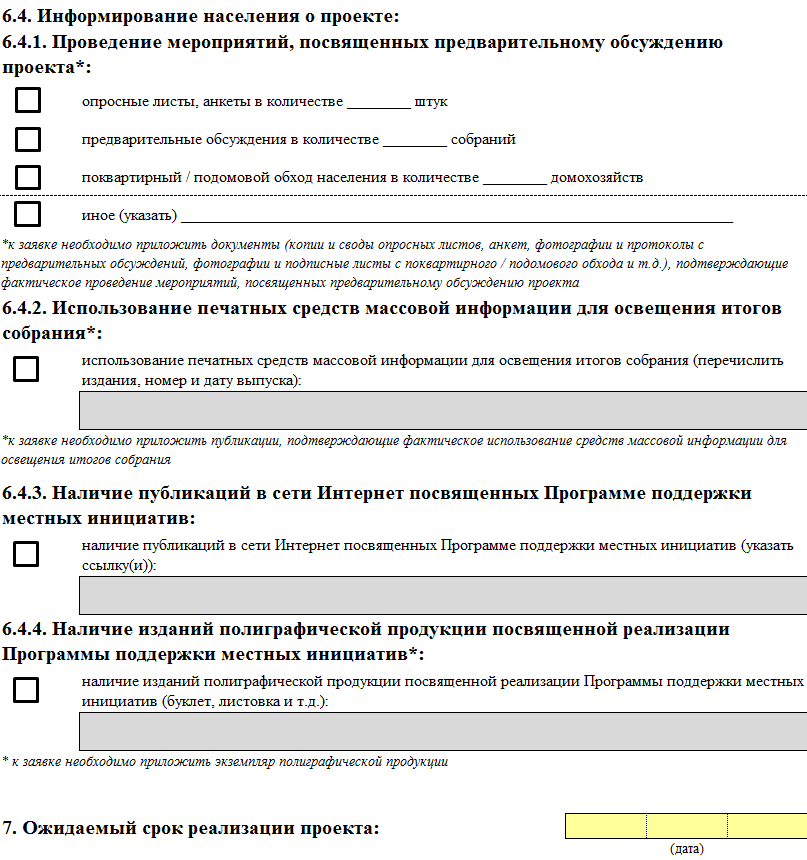 6.4. Информирование населения о проекте:
6.4.1. Проведение мероприятий, посвященных предварительному обсуждению
проекта*:
опросные листы, анкеты в количестве ________ штук
предварительные обсуждения в количестве ________ собраний
поквартирный / подомовой обход населения в количестве ________ домохозяйств
иное (указать) ______________________________________________________________________
*к заявке необходимо приложить документы (копии и своды опросных листов, анкет, фотографии и протоколы с
предварительных обсуждений, фотографии и подписные листы с поквартирного / подомового обхода и т.д.), подтверждающие
фактическое проведение мероприятий, посвященных предварительному обсуждению проекта
6.4.2. Использование печатных средств массовой информации для освещения итогов
собрания*:
использование печатных средств массовой информации для освещения итогов собрания (перечислить
издания, номер и дату выпуска):
*к заявке необходимо приложить публикации, подтверждающие фактическое использование средств массовой информации для
освещения итогов собрания
6.4.3. Наличие публикаций в сети Интернет посвященных Программе поддержки
местных инициатив:
наличие публикаций в сети Интернет посвященных Программе поддержки местных инициатив (указать
ссылку(и)):
6.4.4. Наличие изданий полиграфической продукции посвященной реализации
Программы поддержки местных инициатив*:
наличие изданий полиграфической продукции посвященной реализации Программы поддержки местных
инициатив (буклет, листовка и т.д.):
* к заявке необходимо приложить экземпляр полиграфической продукции
7. Ожидаемый срок реализации проекта:
(дата)